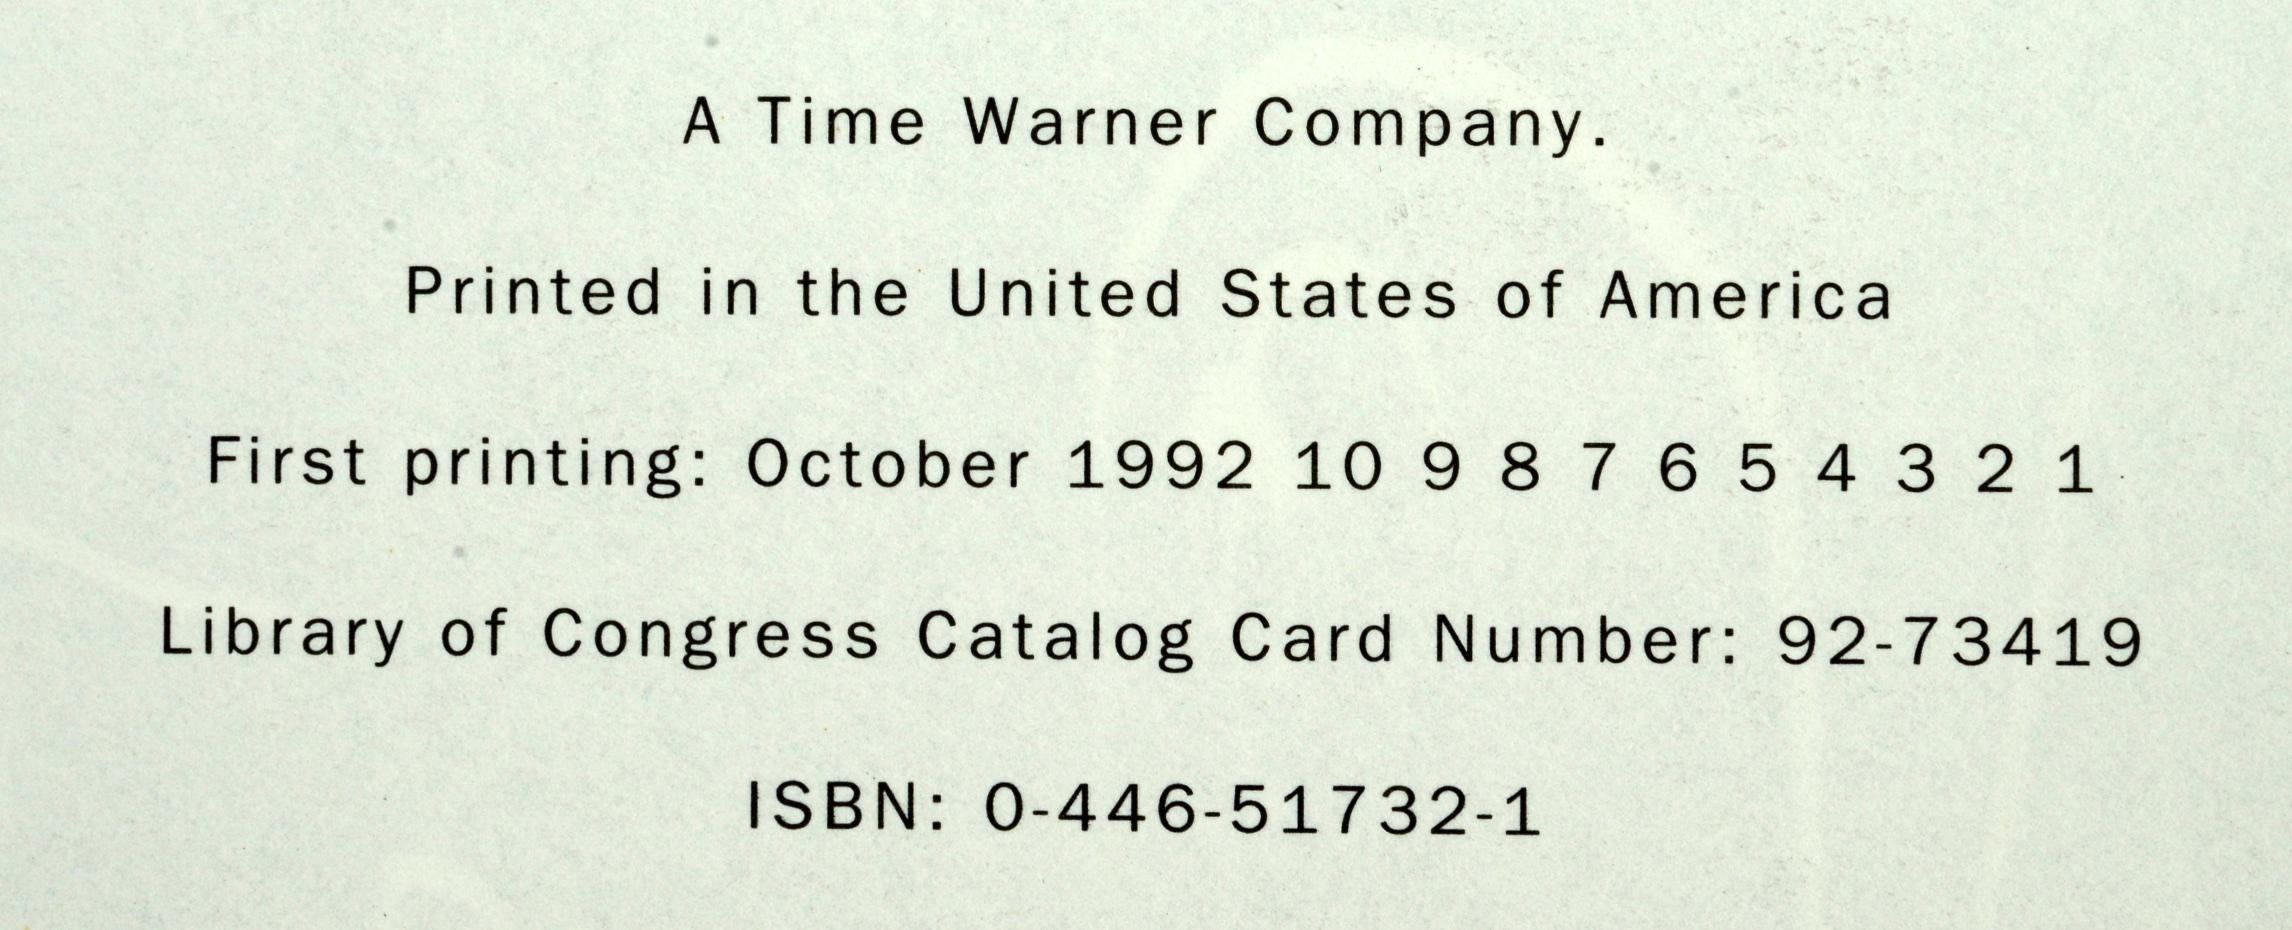 A Time Warner Company.
Printed in the United States of America
First printing: October 1992 10 9 8 7 6 5 4 3 2 1
Library of Congress Catalog Card Number: 92-73419
ISBN: 0-446-51732-1